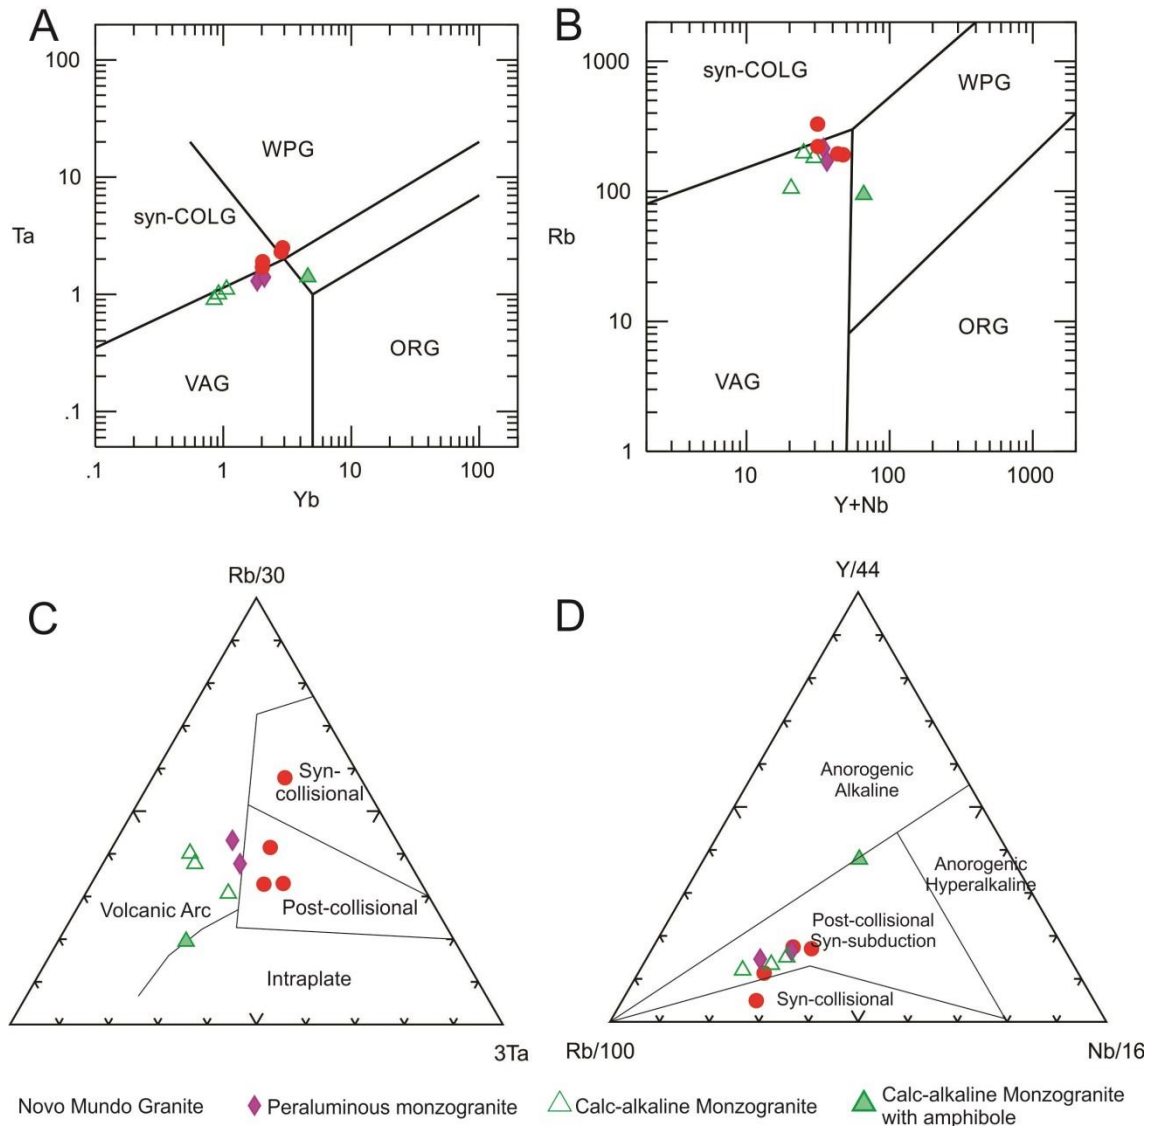 A
B
100
10
1
.1
Ta
WPG
syn-COLG
VAG
ORG
.1
1
10
100
Yb
1000
100
10
1
Rb
syn-COLG
WPG
VAG
ORG
10
100
1000
Y+Nb
C
Rb/30
Syn-
collisional
Volcanic Arc
Post-collisional
Intraplate
3Ta
D
Y/44
Anorogenic
Alkaline
Anorogenic
Hyperalkaline
Post-collisional
Syn-subduction
Syn-collisional
Rb/100
Nb/16
Novo Mundo Granite
Peraluminous monzogranite
Calc-alkaline Monzogranite
Calc-alkaline Monzogranite
with amphibole